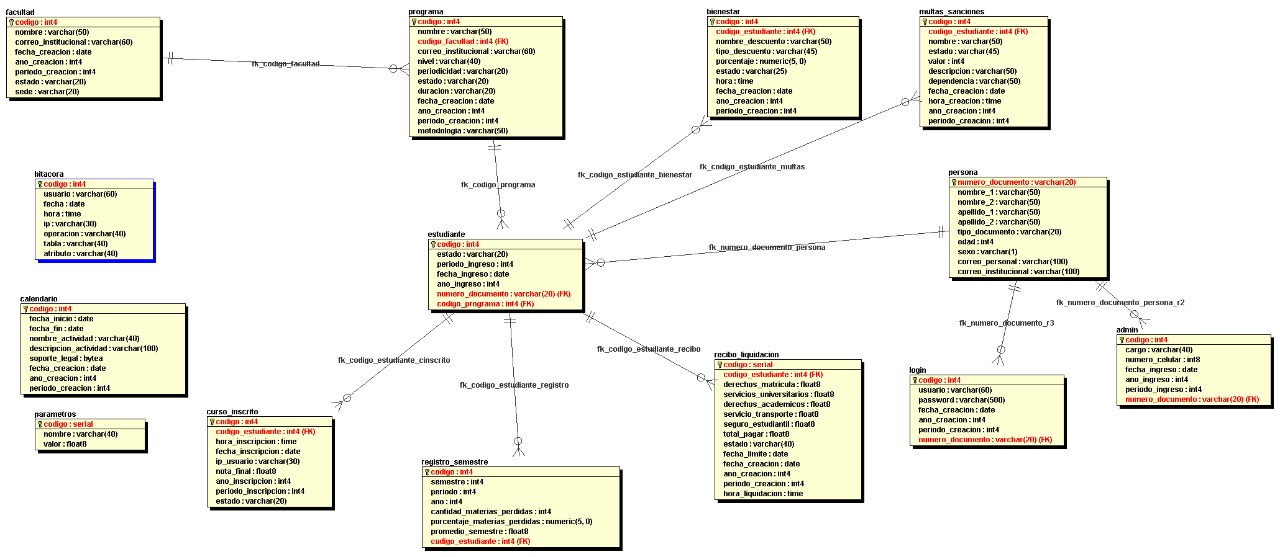 facultad
codigo : int4
nombre : varchar(50)
correo_institucional : varchar(60)
fecha_creacion : date
ano_creacion : int4
periodo_creacion : int4
estado : varchar(20)
sede : varchar(20)
fk_codigo_facultad
programa
codigo : int4
nombre : varchar(50)
codigo_facultad : int4 (FK)
correo_institucional : varchar(60)
nivel : varchar(40)
periodicidad : varchar(20)
estado : varchar(20)
duracion : varchar(20)
fecha_creacion : date
ano_creacion : int4
periodo_creacion : int4
metodologia : varchar(50)
bienestar
codigo : int4
codigo_estudiante : int4 (FK)
nombre_descuento : varchar(50)
tipo_descuento : varchar(45)
porcentaje : numeric(5, 0)
estado : varchar(25)
hora : time
fecha_creacion : date
ano_creacion : int4
periodo_creacion : int4
multas_sanciones
codigo : int4
codigo_estudiante : int4 (FK)
nombre : varchar(50)
estado : varchar(45)
valor : int4
descripcion : varchar(50)
dependencia : varchar(50)
fecha_creacion : date
hora_creacion : time
ano_creacion : int4
periodo_creacion : int4
fk_codigo_programa
fk_codigo_estudiante_bienestar
fk_codigo_estudiante_multas
bitacora
codigo : int4
usuario : varchar(60)
fecha : date
hora : time
ip : varchar(30)
operacion : varchar(40)
tabla : varchar(40)
atributo : varchar(40)
persona
numero_documento : varchar(20)
nombre_1 : varchar(50)
nombre_2 : varchar(50)
apellido_1 : varchar(50)
apellido_2 : varchar(50)
tipo_documento : varchar(20)
edad : int4
sexo : varchar(1)
correo_personal : varchar(100)
correo_institucional : varchar(100)
estudiante
codigo : int4
estado : varchar(20)
periodo_ingreso : int4
fecha_ingreso : date
ano_ingreso : int4
numero_documento : varchar(20) (FK)
codigo_programa : int4 (FK)
fk_numero_documento_persona
calendario
codigo : int4
fecha_inicio : date
fecha_fin : date
nombre_actividad : varchar(40)
descripcion_actividad : varchar(100)
soporte_legal : bytea
fecha_creacion : date
ano_creacion : int4
periodo_creacion : int4
fk_numero_documento_persona_r2
fk_numero_documento_r3
fk_codigo_estudiante_cinscrito
fk_codigo_estudiante_registro
fk_codigo_estudiante_recibo
admin
codigo : int4
cargo : varchar(40)
numero_celular : int8
fecha_ingreso : date
ano_ingreso : int4
periodo_ingreso : int4
numero_documento : varchar(20) (FK)
recibo_liquidacion
codigo : serial
codigo_estudiante : int4 (FK)
derechos_matricula : float8
servicios_universitarios : float8
derechos_academicos : float8
servicio_transporte : float8
seguro_estudiantil : float8
total_pagar : float8
estado : varchar(40)
fecha_limite : date
fecha_creacion : date
ano_creacion : int4
periodo_creacion : int4
hora_liquidacion : time
login
codigo : int4
usuario : varchar(60)
password : varchar(500)
fecha_creacion : date
ano_creacion : int4
periodo_creacion : int4
numero_documento : varchar(20) (FK)
parametros
codigo : serial
nombre : varchar(40)
valor : float8
curso_inscrito
codigo : int4
codigo_estudiante : int4 (FK)
hora_inscripcion : time
fecha_inscripcion : date
ip_usuario : varchar(30)
nota_final : float8
ano_inscripcion : int4
periodo_inscripcion : int4
estado : varchar(20)
registro_semestre
codigo : int4
semestre : int4
periodo : int4
ano : int4
cantidad_materias_perdidas : int4
porcentaje_materias_perdidas : numeric(5, 0)
promedio_semestre : float8
codigo_estudiante : int4 (FK)